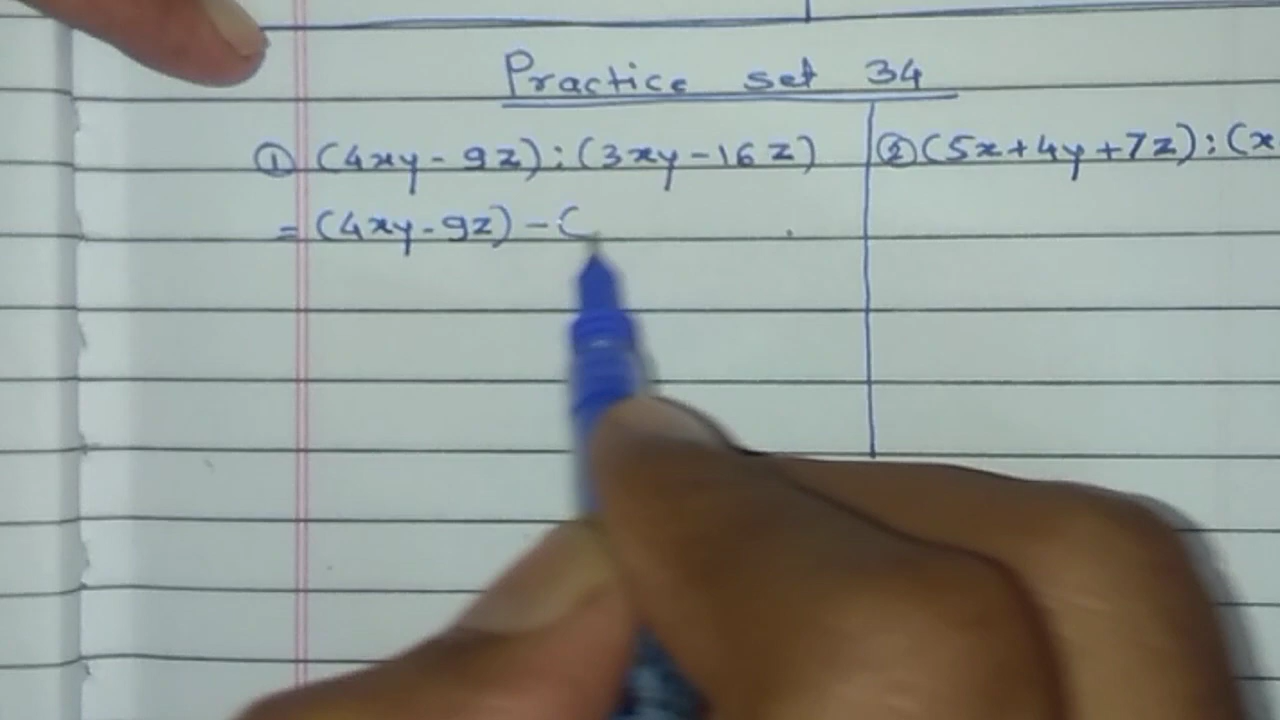 Practice set 34
① (4xy - 9z) ; (3xy - 16z)
② (5x + 4y + 7z) ; (x
= (4xy - 9z) - (